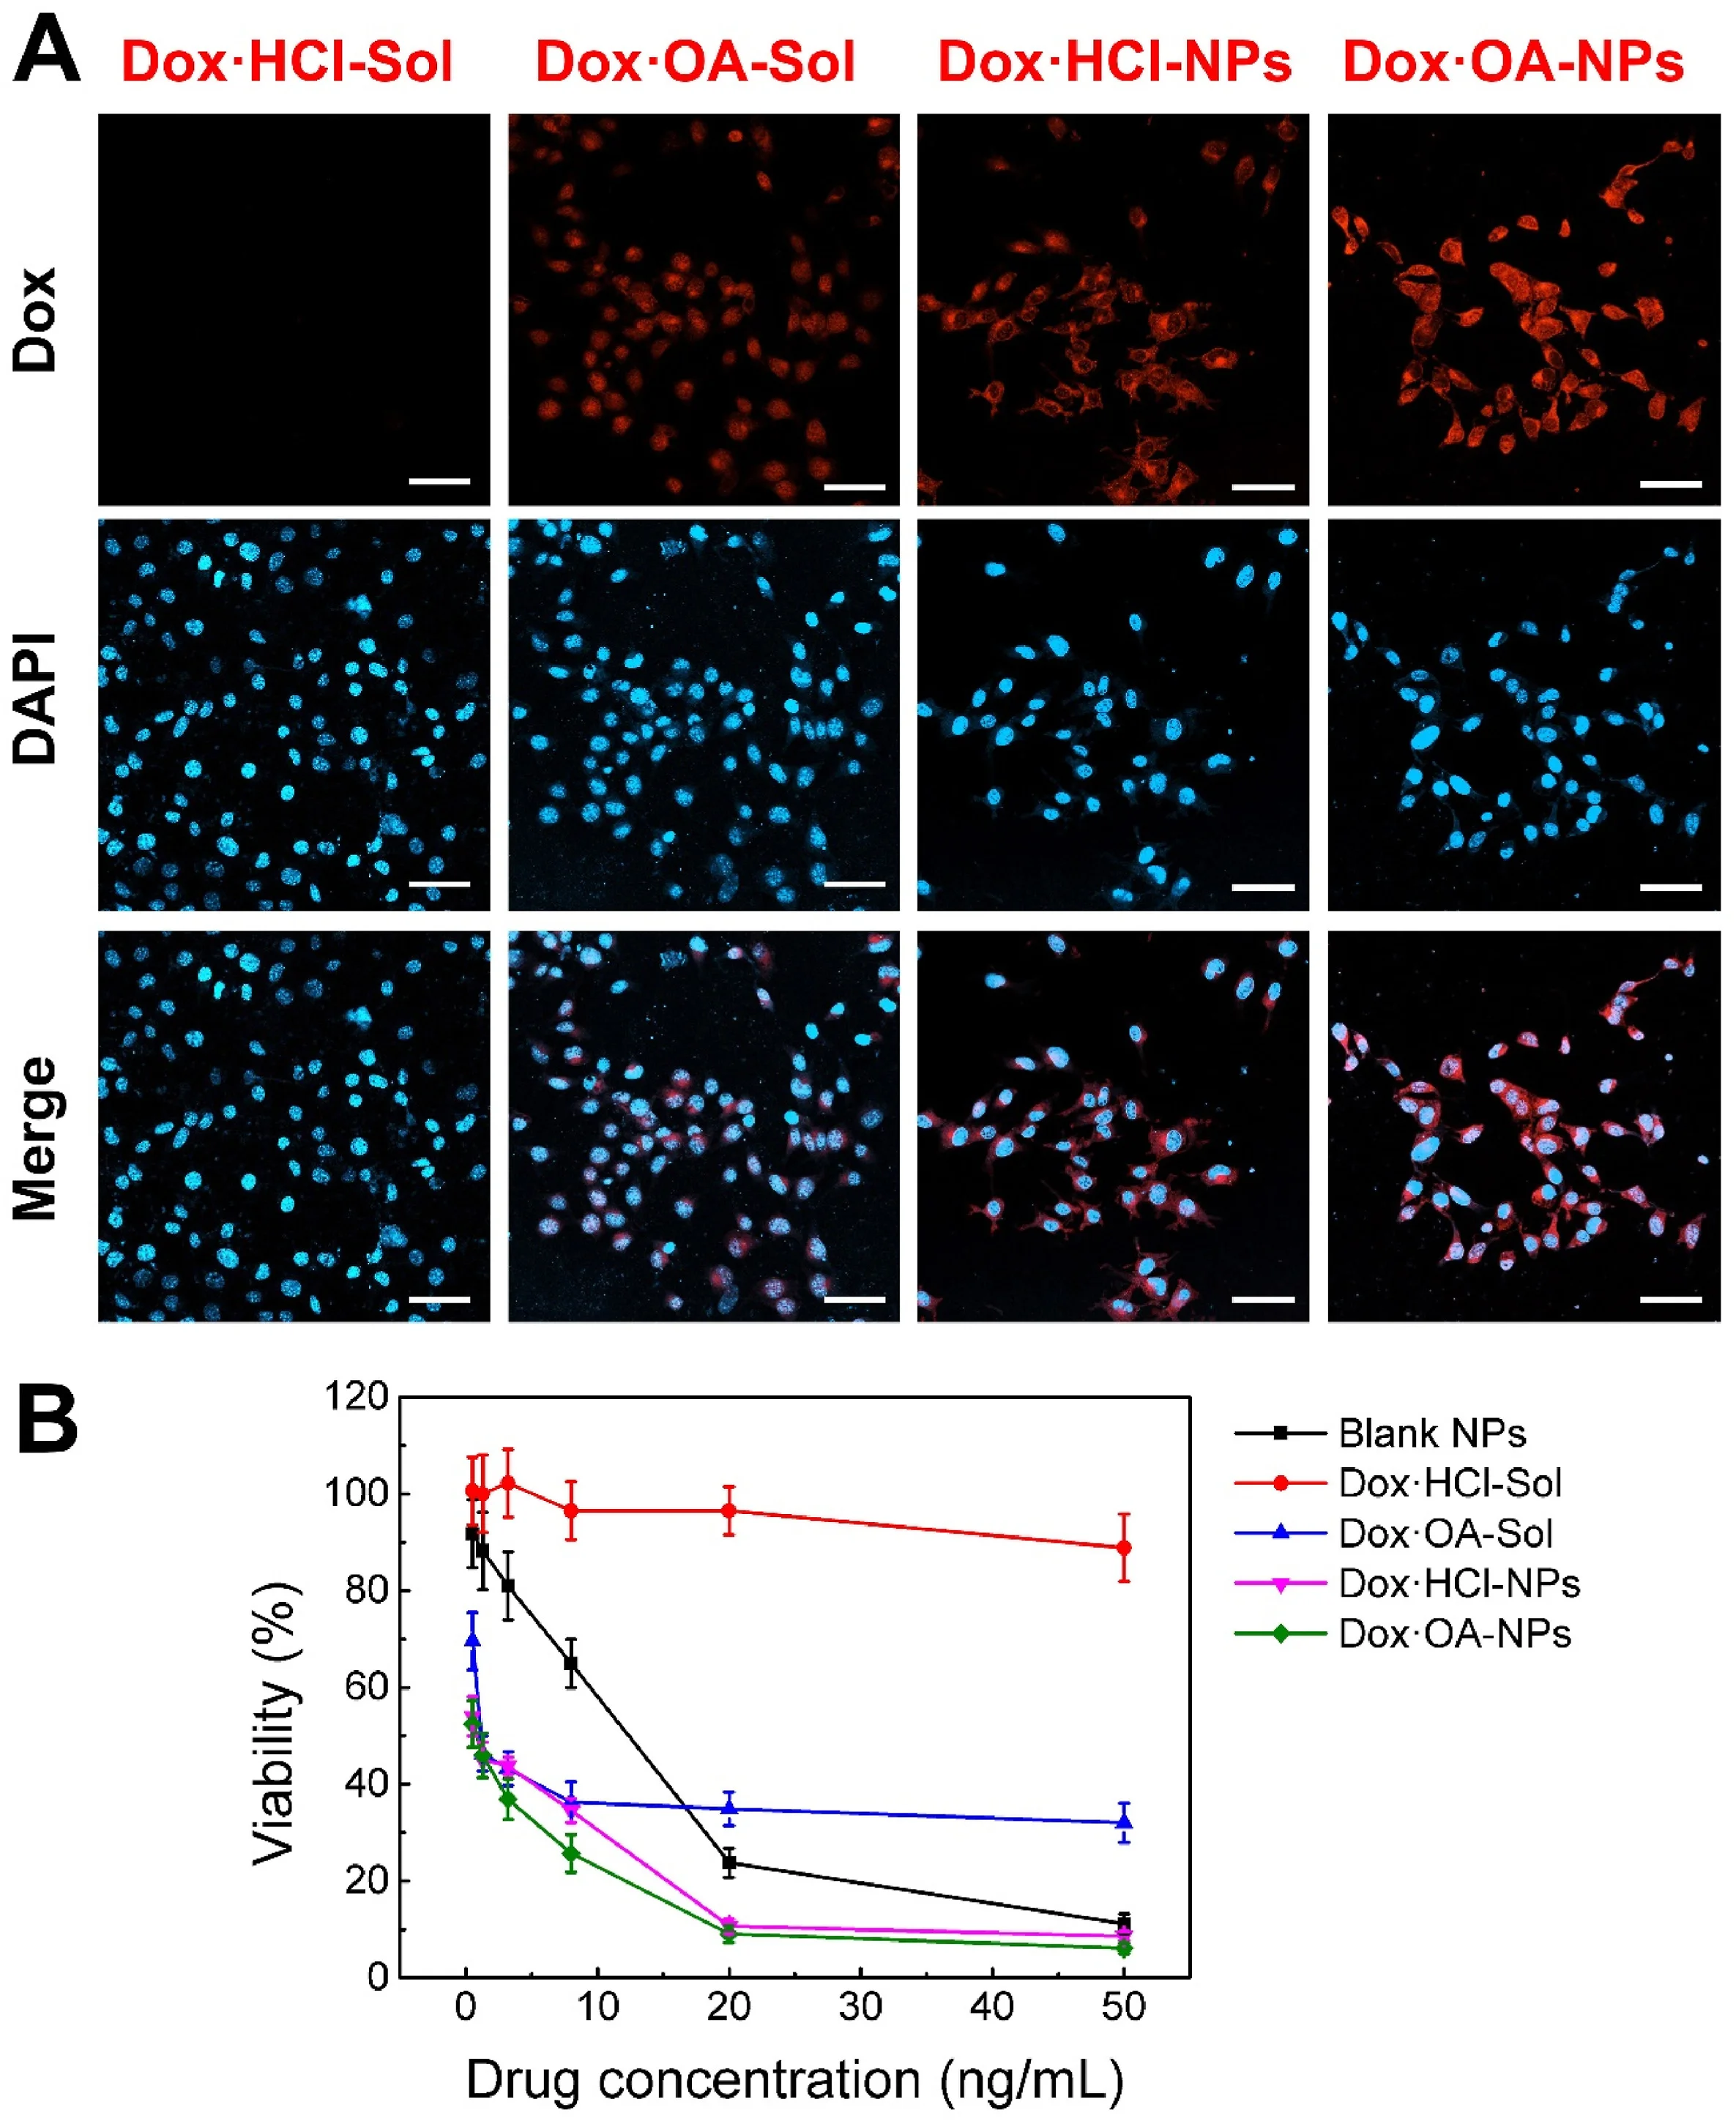 A
Dox·HCl-Sol
Dox·OA-Sol
Dox·HCl-NPs
Dox·OA-NPs
Dox
DAPI
Merge
B
120
100
80
60
40
20
0
Viability (%)
0 10 20 30 40 50
Drug concentration (ng/mL)
Blank NPs
Dox·HCl-Sol
Dox·OA-Sol
Dox·HCl-NPs
Dox·OA-NPs